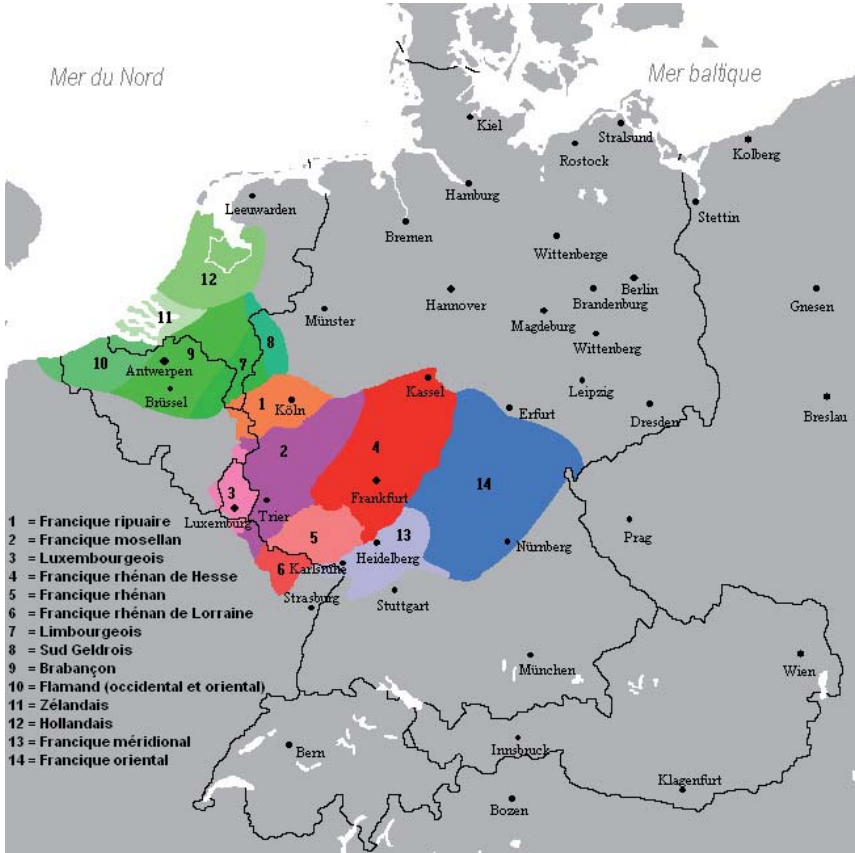 Mer du Nord
Mer baltique
Kiel
Stralsund
Rostock
Kolberg
Hamburg
Leeuwarden
Stettin
Bremen
Wittenberge
12
Berlin
Hannover
Brandenburg
Gnesen
Münster
Magdeburg
11
Wittenberg
8
9
10
Antwerpen
7
Kassel
Leipzig
Brüssel
1
Köln
Erfurt
Dresden
Breslau
2
4
14
Frankfurt
3
Trier
Luxemburg
Prag
5
13
Nürnberg
Heidelberg
6
Karlsruhe
Strasburg
Stuttgart
1 = Francique ripuaire
2 = Francique mosellan
3 = Luxembourgeois
4 = Francique rhénan de Hesse
5 = Francique rhénan
6 = Francique rhénan de Lorraine
7 = Limbourgeois
8 = Sud Geldrois
9 = Brabançon
10 = Flamand (occidental et oriental)
11 = Zélandais
12 = Hollandais
13 = Francique méridional
14 = Francique oriental
München
Wien
Bern
Innsbruck
Klagenfurt
Bozen